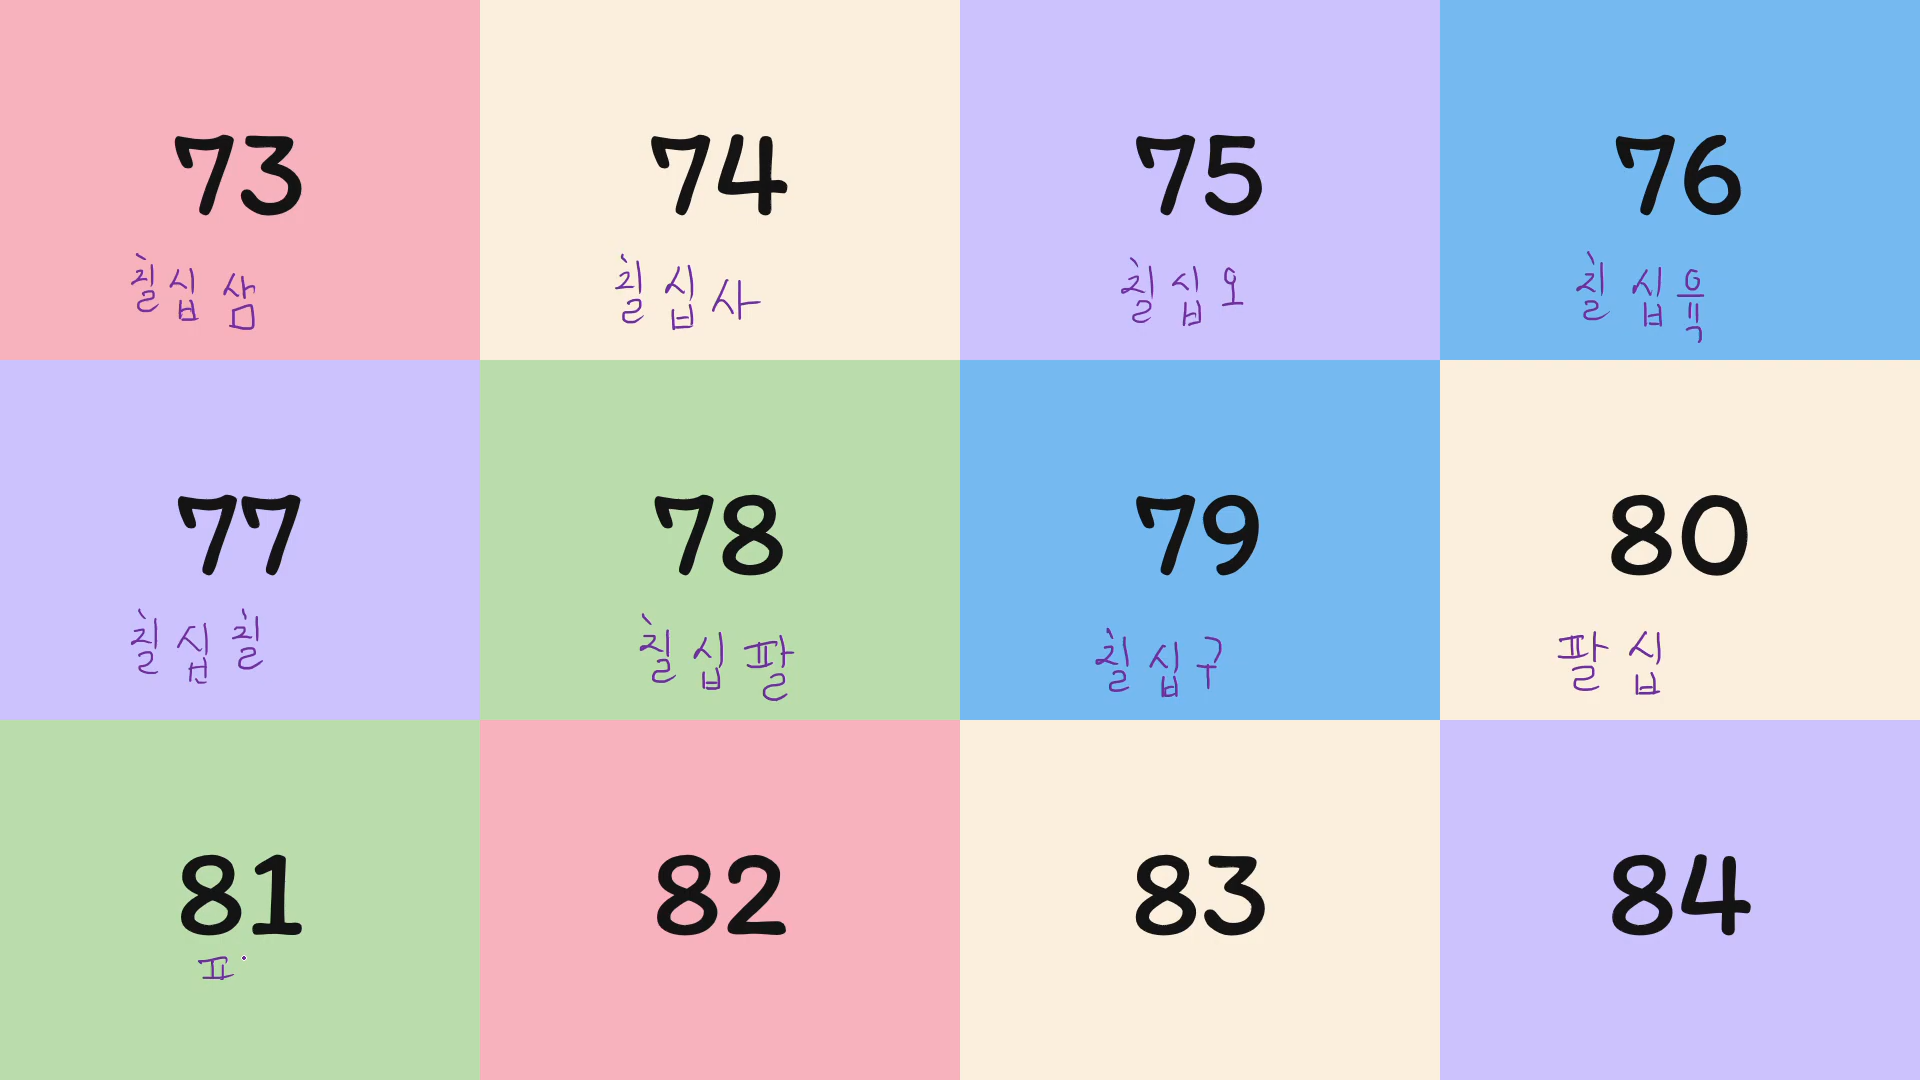 73
칠 십 삼
74
칠 십 사
75
칠 십 오
76
칠 십 육
77
칠 십 칠
78
칠 십 팔
79
칠 십 구
80
팔 십
81
ㅍ
82
83
84